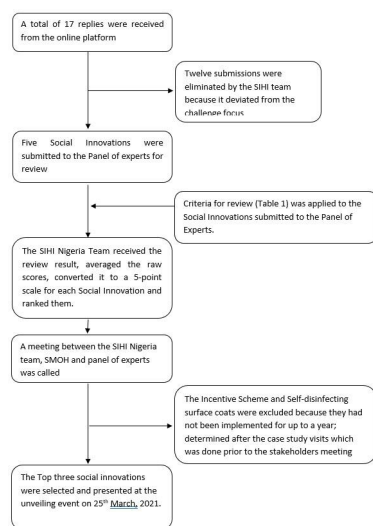 A total of 17 replies were received
from the online platform
Twelve submissions were
eliminated by the SIHI team
because it deviated from the
challenge focus
Five Social Innovations were
submitted to the Panel of experts for
review
Criteria for review (Table 1) was applied to the
Social Innovations submitted to the Panel of
Experts.
The SIHI Nigeria Team received the
review result, averaged the raw
scores, converted it to a 5-point
scale for each Social Innovation and
ranked them.
A meeting between the SIHI Nigeria
team, SMOH and panel of experts
was called
The Incentive Scheme and Self-disinfecting
surface coats were excluded because they had
not been implemented for up to a year;
determined after the case study visits which
was done prior to the stakeholders meeting
The Top three social innovations
were selected and presented at the
unveiling event on 25th March, 2021.